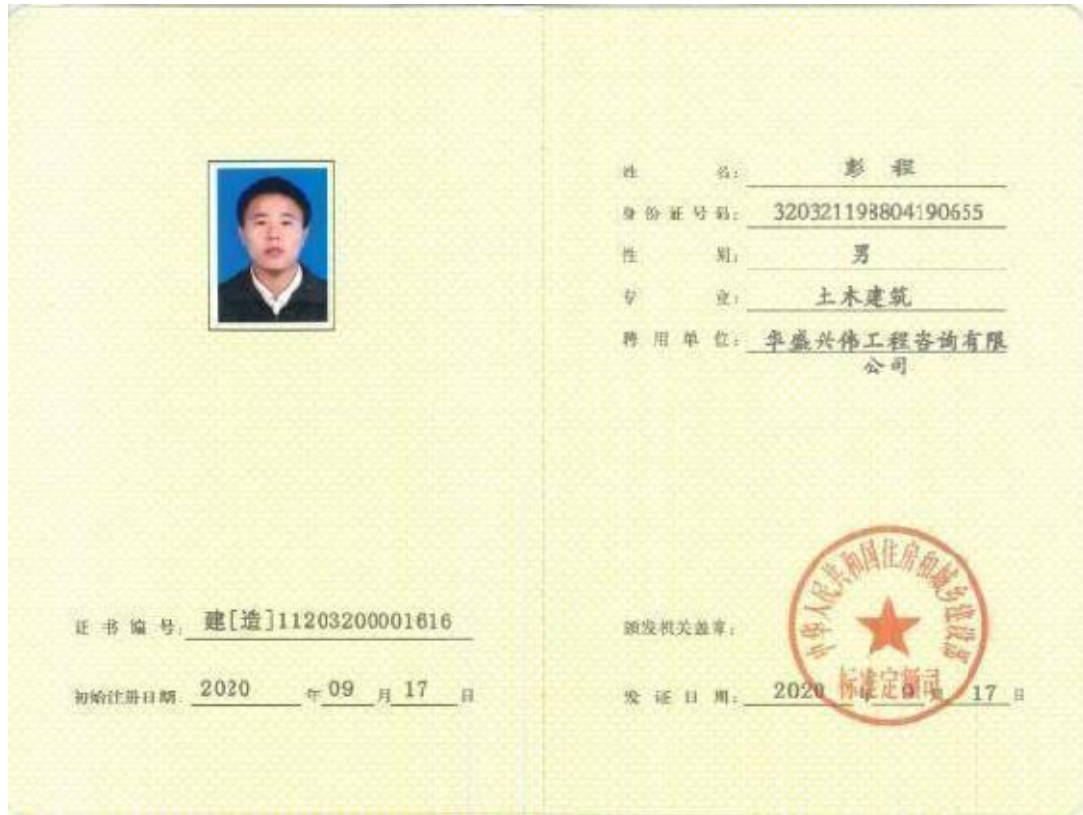 证书编号: 建[造]11203200001616
初始注册日期 2020 年 09 月 17 日
姓名: 彭程
身份证号码: 320321198804190655
性别: 男
专业: 土木建筑
聘用单位: 华盛兴伟工程咨询有限
公司
颁发机关盖章:
中华人民共和国住房和城乡建设部
标准定额司
发证日期: 2020 年 9 月 17 日